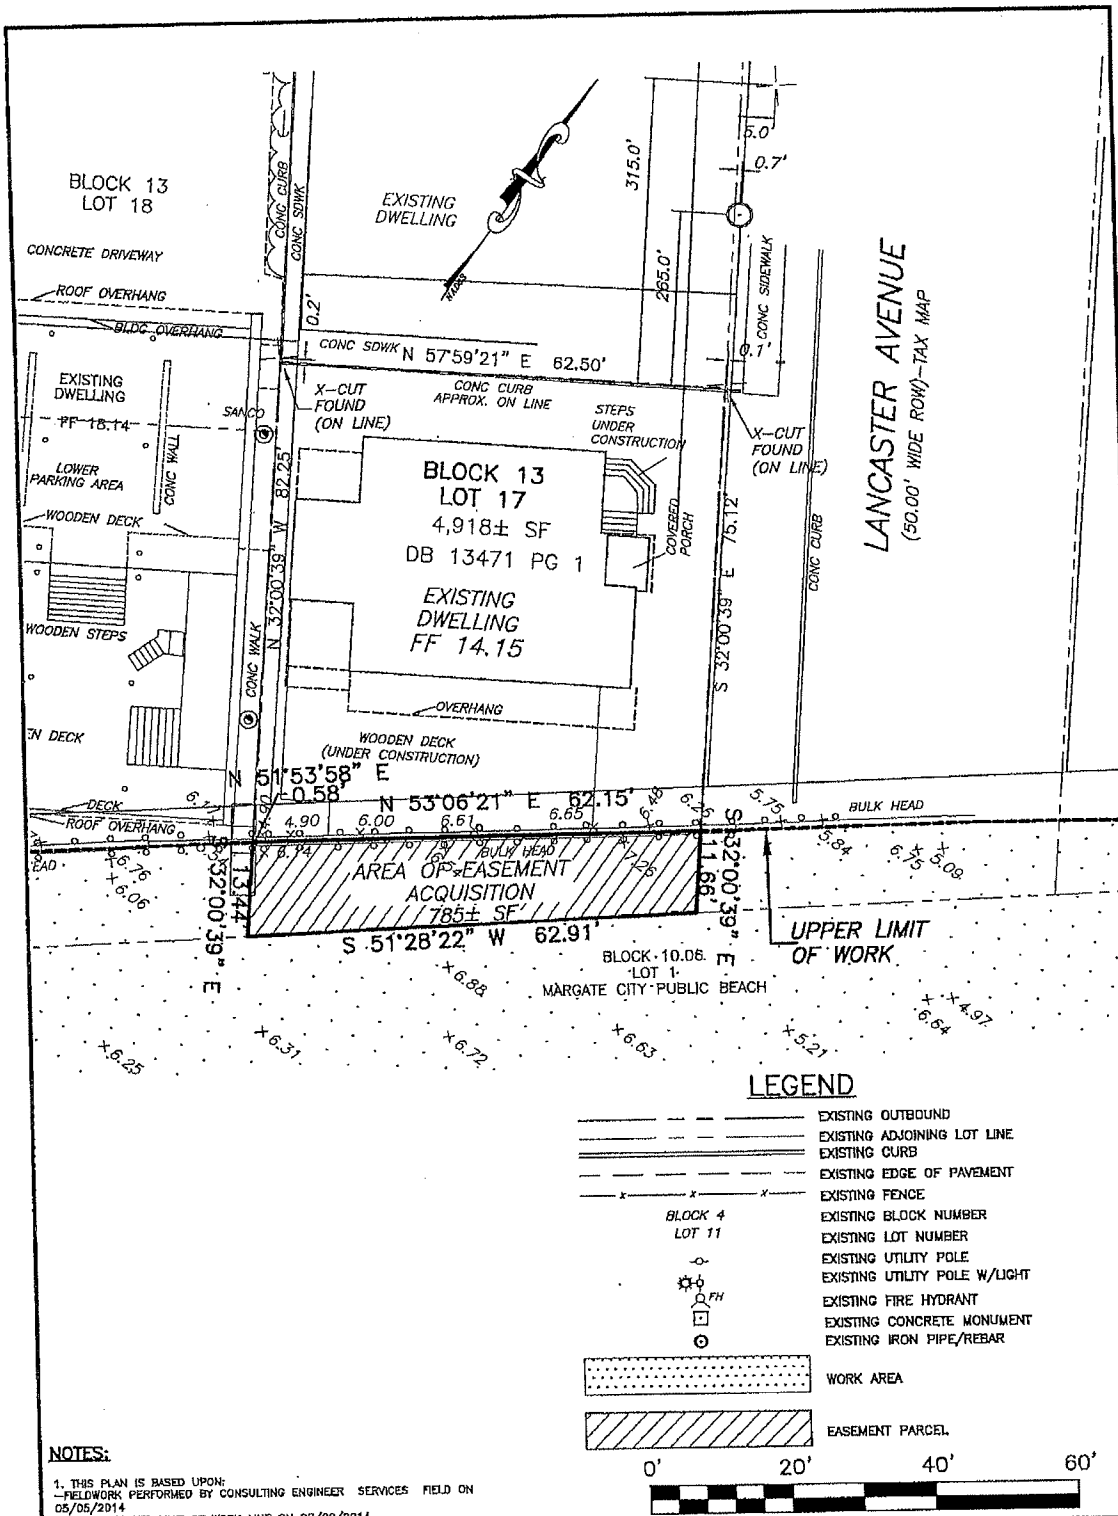 BLOCK 13
LOT 18
CONCRETE DRIVEWAY
ROOF OVERHANG
BLDG OVERHANG
EXISTING
DWELLING
FF 18.14
LOWER
PARKING AREA
WOODEN DECK
WOODEN STEPS
EN DECK
DECK
ROOF OVERHANG
EAD
CONC WALL
SANCO
CONC WALK
CONC CURB
CONC SDWK
0.2'
EXISTING
DWELLING
315.0'
265.0'
5.0'
0.7'
0.1'
CONC SIDEWALK
CONC SDWK
N 57°59'21" E 62.50'
CONC CURB
APPROX. ON LINE
X-CUT
FOUND
(ON LINE)
STEPS
UNDER
CONSTRUCTION
X-CUT
FOUND
(ON LINE)
COVERED
PORCH
BLOCK 13
LOT 17
4,918± SF
DB 13471 PG 1
EXISTING
DWELLING
FF 14.15
N 32°00'39" W 82.25'
S 32°00'39" E 75.12'
CONC CURB
LANCASTER AVENUE
(50.00' WIDE ROW)-TAX MAP
OVERHANG
WOODEN DECK
(UNDER CONSTRUCTION)
N 51°53'58" E
0.58'
N 53°06'21" E 62.15'
4.90
4.90
6.00
6.61
6.65
6.48
6.26
5.75
BULK HEAD
5.84
6.75
5.09
6.76
6.06
BULK HEAD
7.26
AREA OF EASEMENT
ACQUISITION
785± SF
S 32°00'39" E
13.44'
S 32°00'39" E
11.66'
S 51°28'22" W 62.91'
UPPER LIMIT
OF WORK
BLOCK 10.06
LOT 1
MARGATE CITY PUBLIC BEACH
6.88
4.97
6.64
6.25
6.31
6.72
6.63
5.21
LEGEND
EXISTING OUTBOUND
EXISTING ADJOINING LOT LINE
EXISTING CURB
EXISTING EDGE OF PAVEMENT
x x x EXISTING FENCE
BLOCK 4 EXISTING BLOCK NUMBER
LOT 11 EXISTING LOT NUMBER
EXISTING UTILITY POLE
EXISTING UTILITY POLE W/LIGHT
FH EXISTING FIRE HYDRANT
EXISTING CONCRETE MONUMENT
EXISTING IRON PIPE/REBAR
WORK AREA
EASEMENT PARCEL
0' 20' 40' 60'
NOTES:
1. THIS PLAN IS BASED UPON:
-FIELDWORK PERFORMED BY CONSULTING ENGINEER SERVICES FIELD ON
05/05/2014